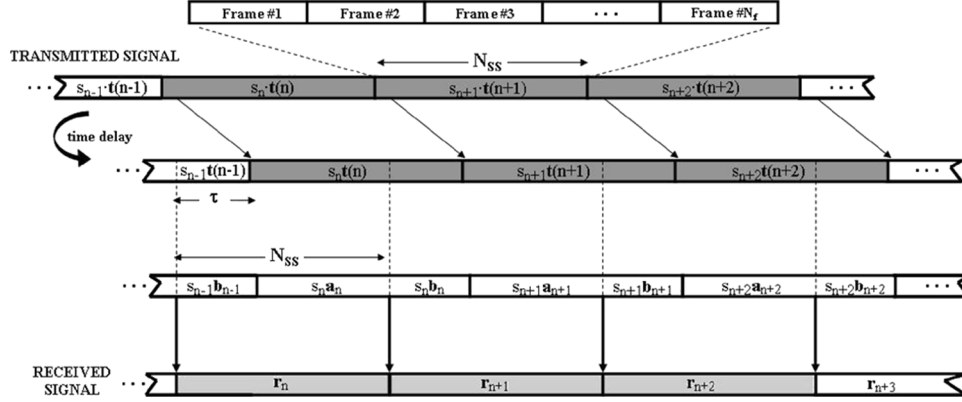 Frame #1 Frame #2 Frame #3 ··· Frame #N_f
TRANSMITTED SIGNAL
N_ss
··· s_n-1·t(n-1) s_n·t(n) s_n+1·t(n+1) s_n+2·t(n+2) ···
time delay
··· s_n-1t(n-1) s_nt(n) s_n+1t(n+1) s_n+2t(n+2) ···
τ
N_ss
··· s_n-1b_n-1 s_na_n s_nb_n s_n+1a_n+1 s_n+1b_n+1 s_n+2a_n+2 s_n+2b_n+2 ···
RECEIVED
SIGNAL
··· r_n r_n+1 r_n+2 r_n+3